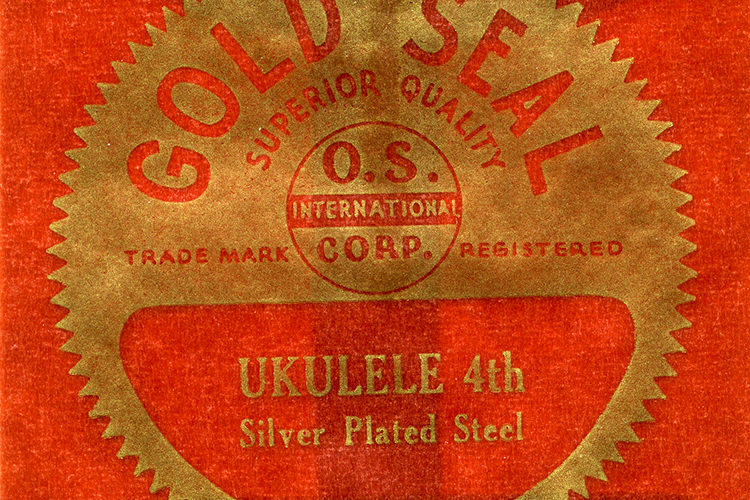 GOLD SEAL
SUPERIOR QUALITY
O.S.
INTERNATIONAL
CORP.
TRADE MARK REGISTERED
UKULELE 4th
Silver Plated Steel